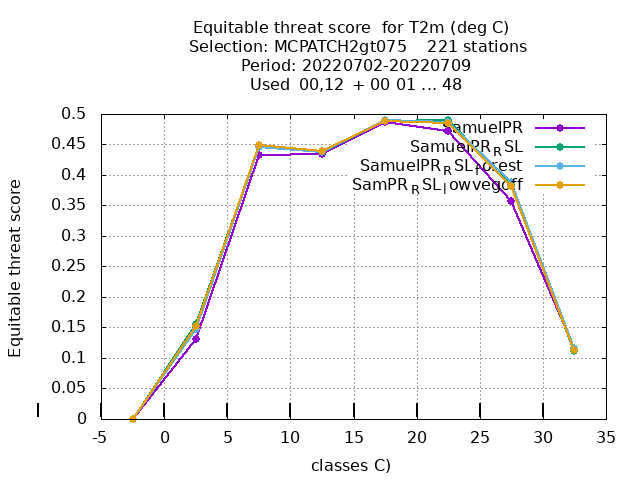 Equitable threat score for T2m (deg C)
Selection: MCPATCH2gt075 221 stations
Period: 20220702-20220709
Used 00,12 + 00 01 ... 48
Equitable threat score
0.5
0.45
0.4
0.35
0.3
0.25
0.2
0.15
0.1
0.05
0
SamuelPR
SamuelPR_RSL
SamuelPR_RSL_forest
SamPR_RSL_lowvegoff
-5 0 5 10 15 20 25 30 35
classes C)